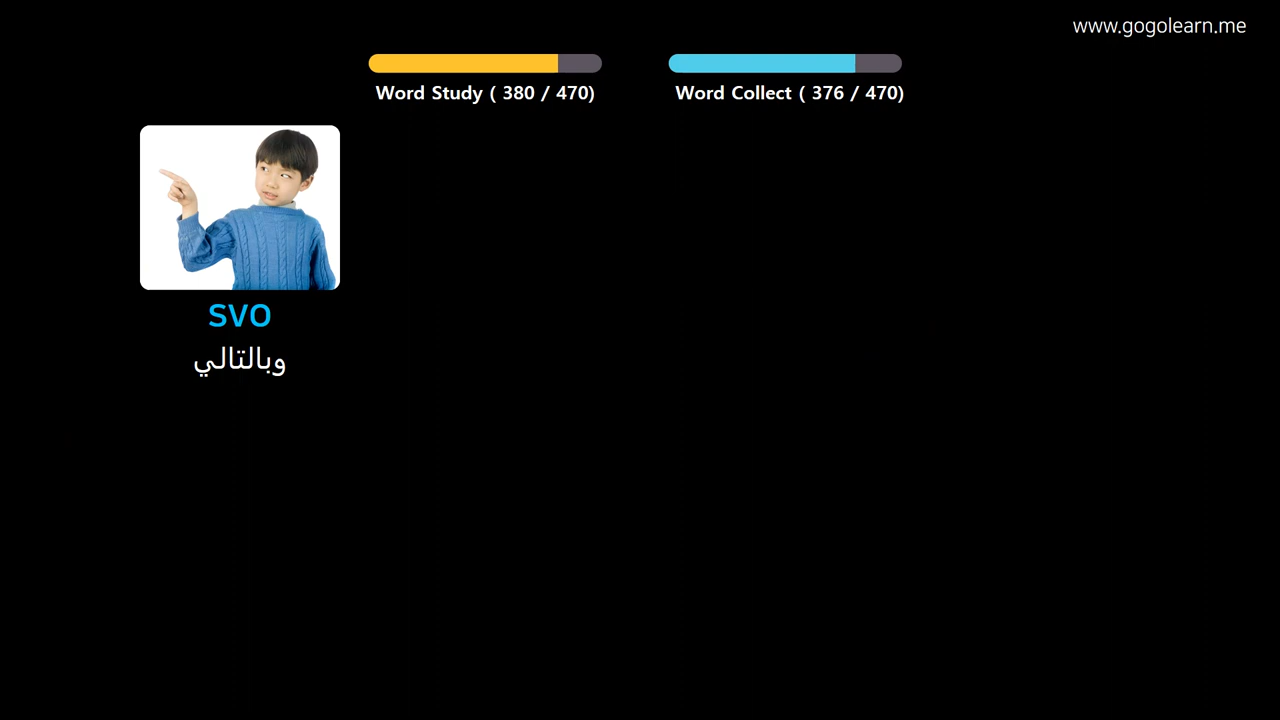 www.gogolearn.me
Word Study ( 380 / 470)
Word Collect ( 376 / 470)
svo
وبالتالي